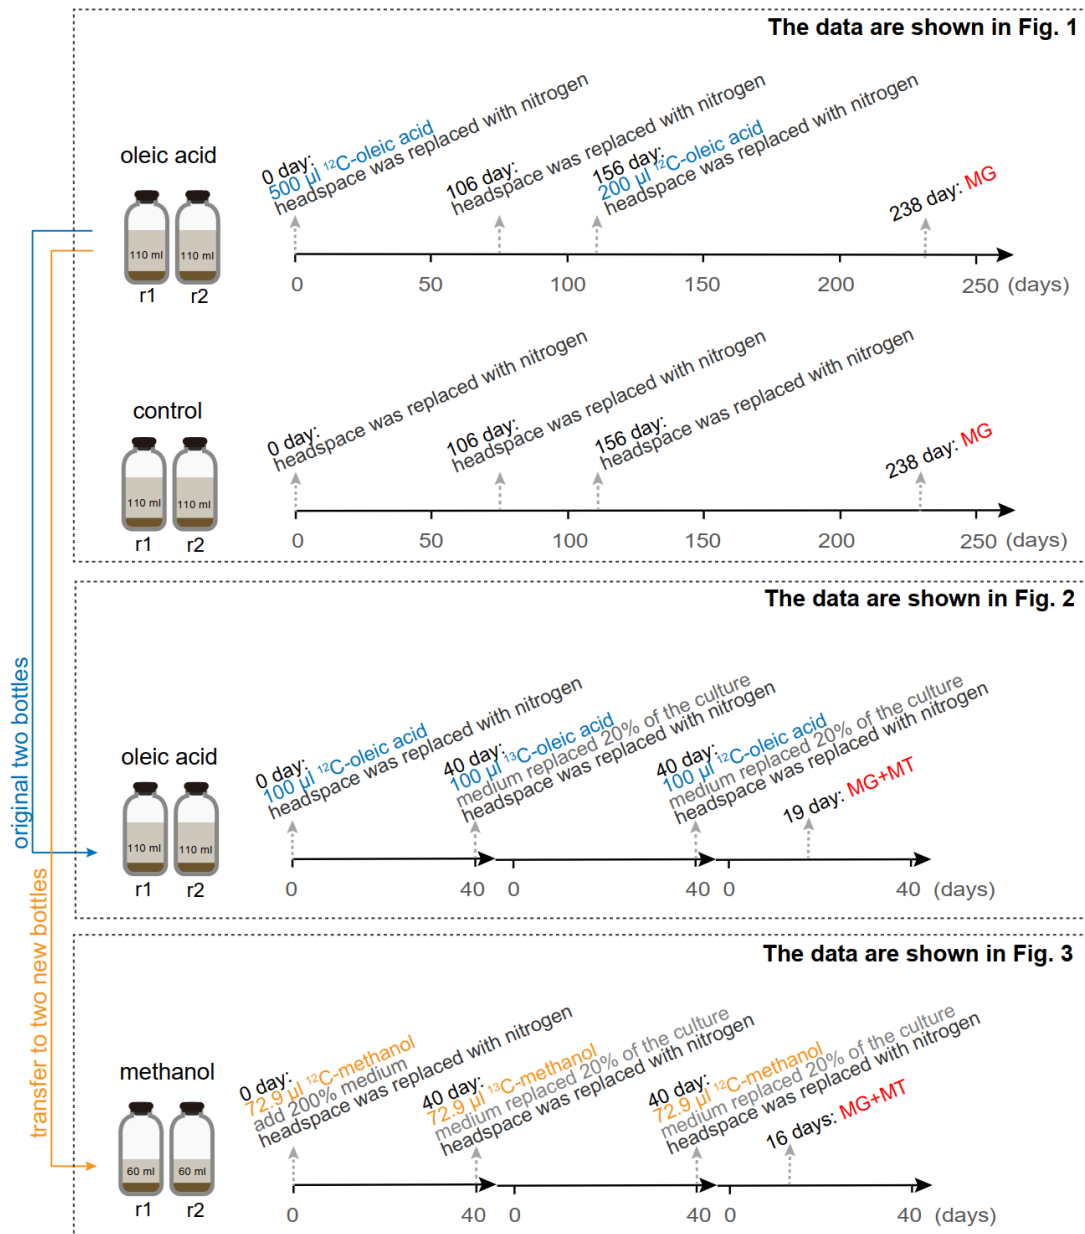 The data are shown in Fig. 1
oleic acid
0 day:
500 µl ¹²C-oleic acid
headspace was replaced with nitrogen
106 day:
headspace was replaced with nitrogen
156 day:
200 µl ¹²C-oleic acid
headspace was replaced with nitrogen
238 day: MG
110 ml 110 ml
r1 r2
0 50 100 150 200 250 (days)
control
0 day:
headspace was replaced with nitrogen
106 day:
headspace was replaced with nitrogen
156 day:
headspace was replaced with nitrogen
238 day: MG
110 ml 110 ml
r1 r2
0 50 100 150 200 250 (days)
original two bottles
transfer to two new bottles
The data are shown in Fig. 2
oleic acid
0 day:
100 µl ¹²C-oleic acid
headspace was replaced with nitrogen
40 day:
100 µl ¹³C-oleic acid
medium replaced 20% of the culture
headspace was replaced with nitrogen
40 day:
100 µl ¹²C-oleic acid
medium replaced 20% of the culture
headspace was replaced with nitrogen
19 day: MG+MT
110 ml 110 ml
r1 r2
0 40 0 40 0 40 (days)
The data are shown in Fig. 3
methanol
0 day:
72.9 µl ¹²C-methanol
add 200% medium
headspace was replaced with nitrogen
40 day:
72.9 µl ¹³C-methanol
medium replaced 20% of the culture
headspace was replaced with nitrogen
40 day:
72.9 µl ¹²C-methanol
medium replaced 20% of the culture
headspace was replaced with nitrogen
16 days: MG+MT
60 ml 60 ml
r1 r2
0 40 0 40 0 40 (days)